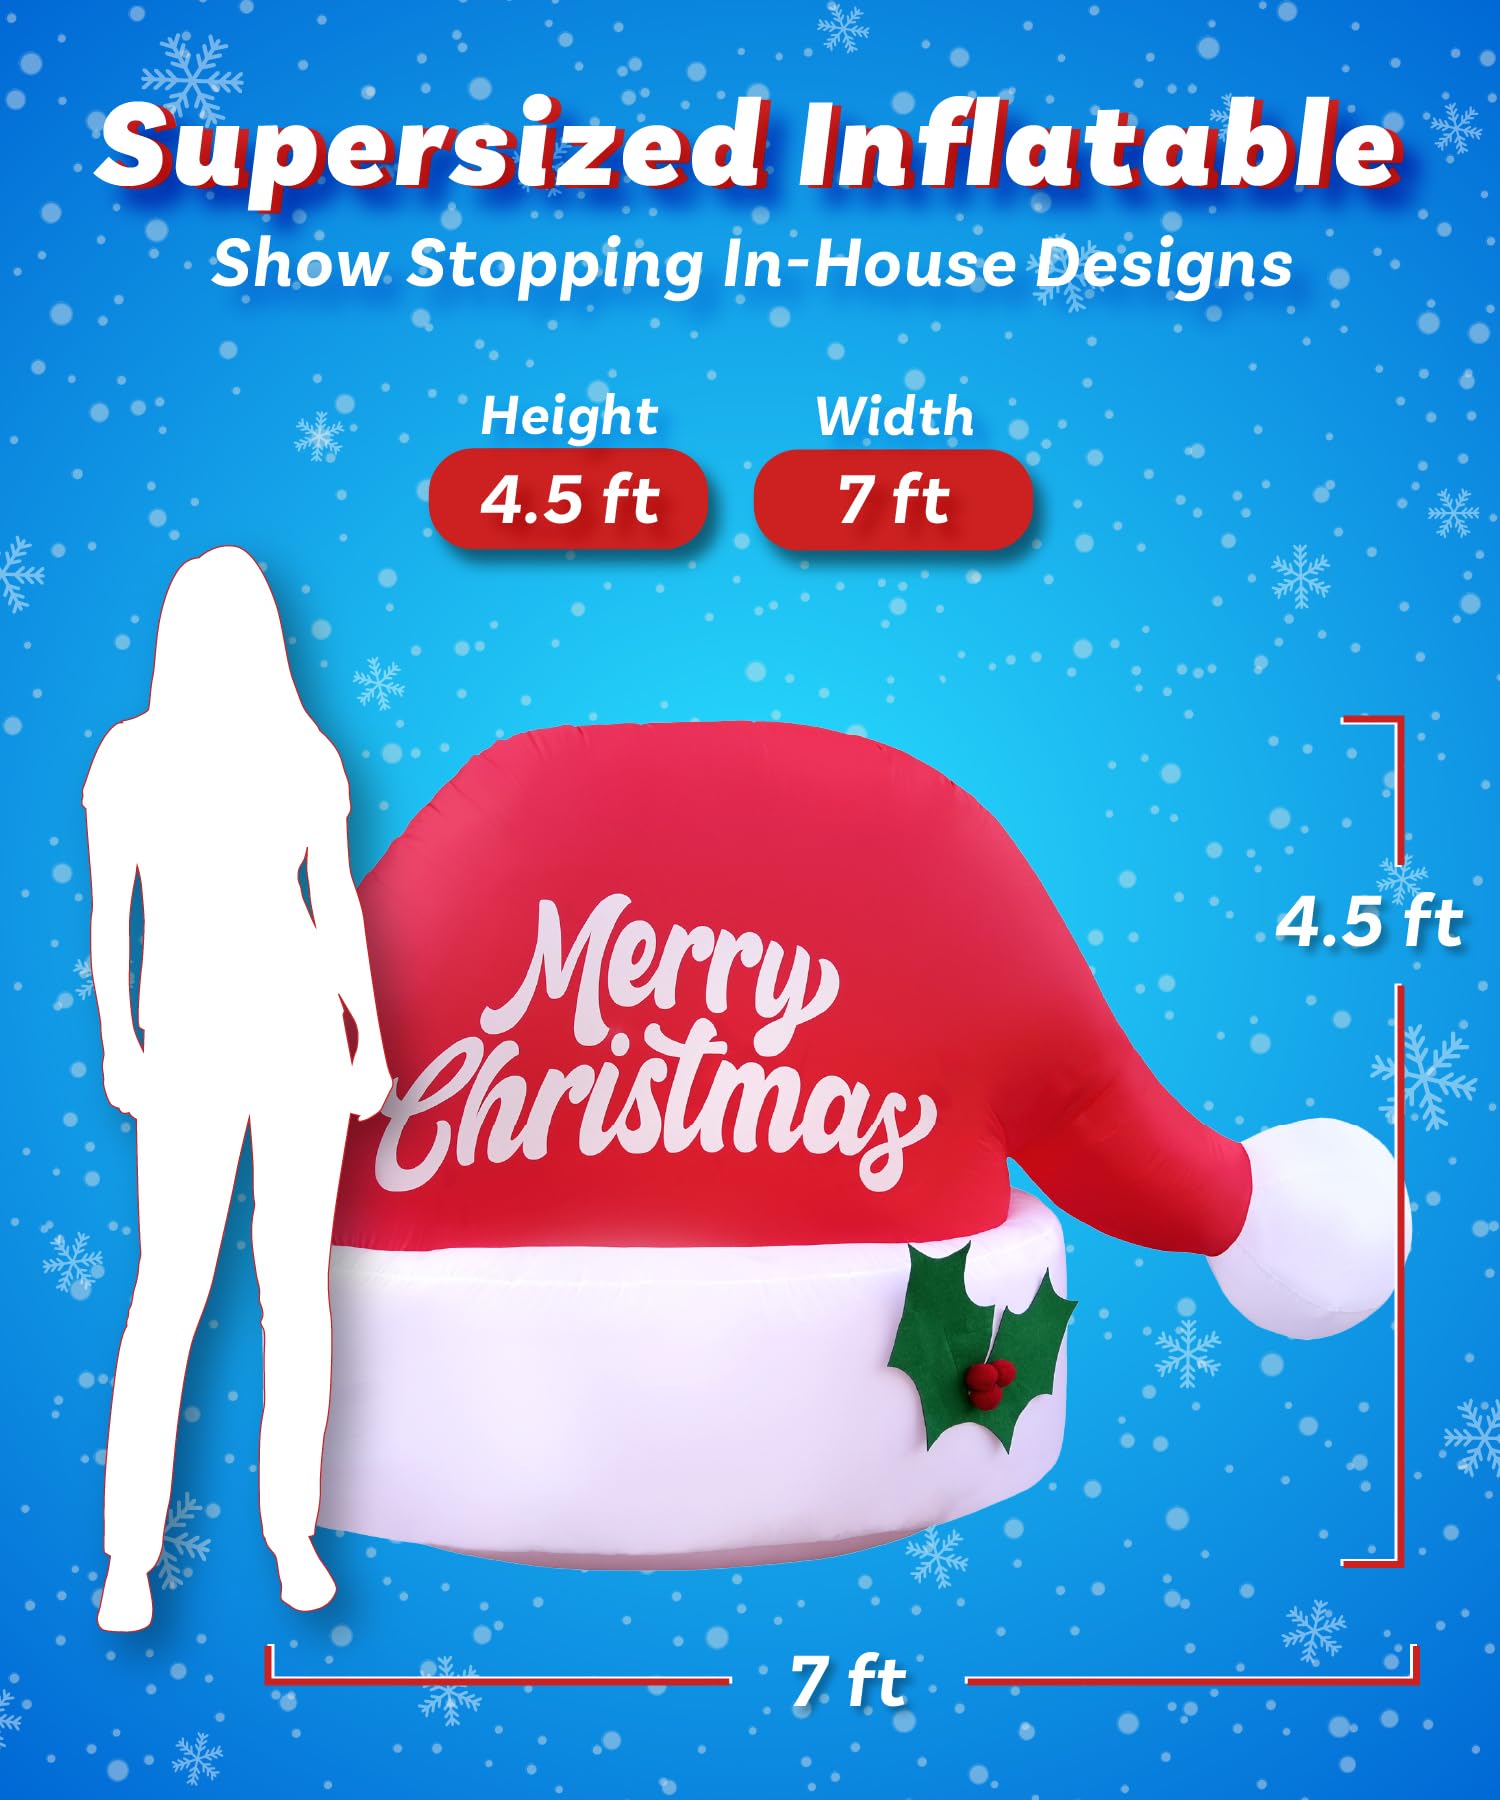 Supersized Inflatable
Show Stopping In-House Designs
Height
Width
4.5 ft
7 ft
Merry
Christmas
4.5 ft
7 ft